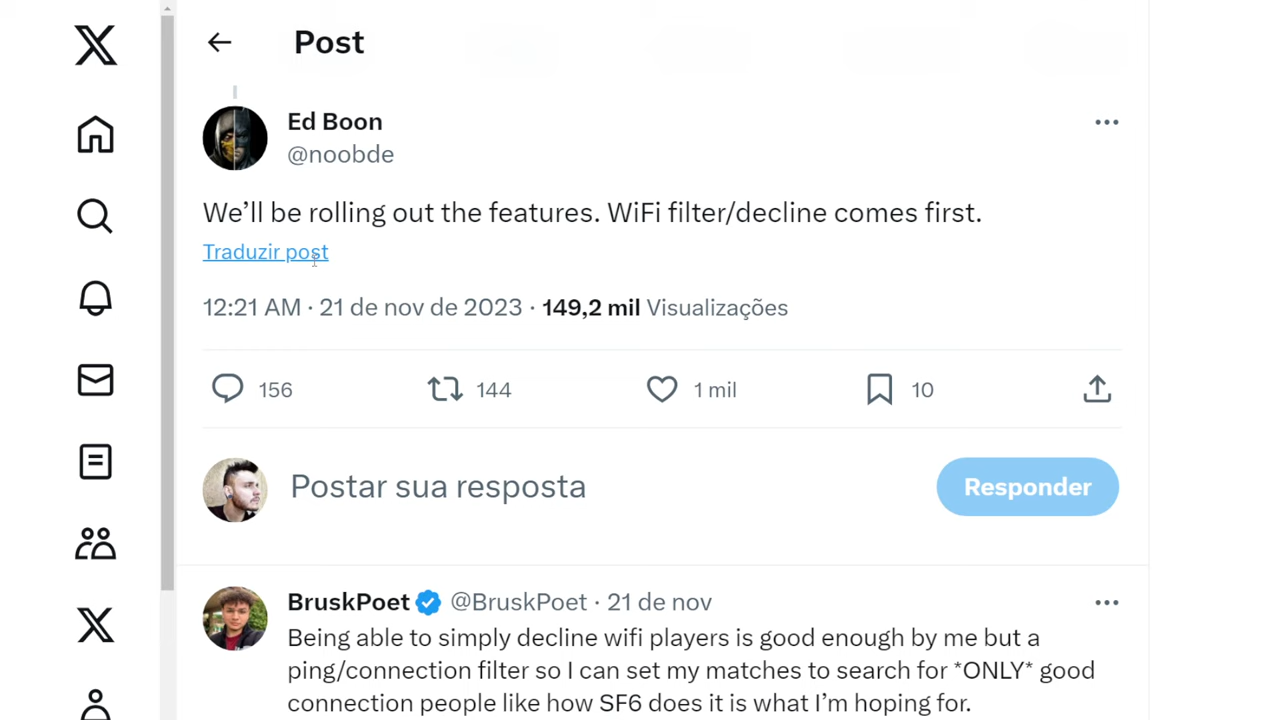 Post
Ed Boon
@noobde
We’ll be rolling out the features. WiFi filter/decline comes first.
Traduzir post
12:21 AM · 21 de nov de 2023 · 149,2 mil Visualizações
156 144 1 mil 10
Postar sua resposta Responder
BruskPoet @BruskPoet · 21 de nov
Being able to simply decline wifi players is good enough by me but a
ping/connection filter so I can set my matches to search for *ONLY* good
connection people like how SF6 does it is what I’m hoping for.